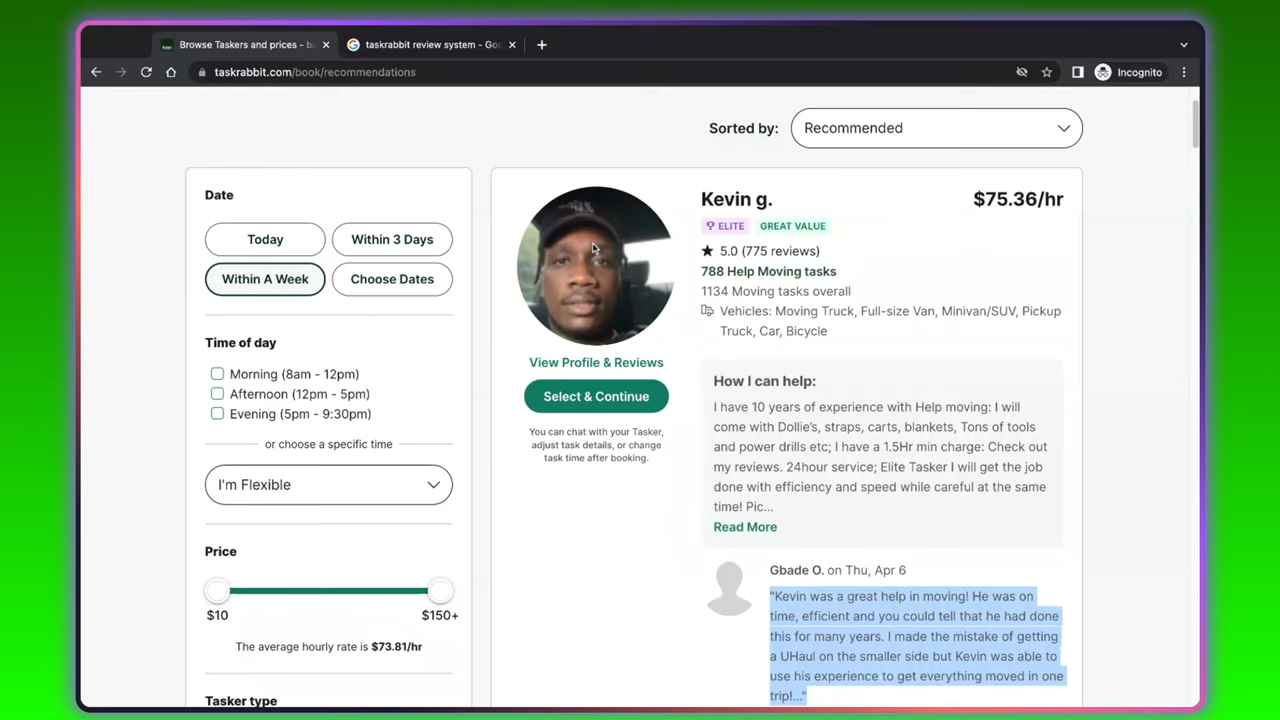 Browse Taskers and prices - b
taskrabbit review system - Goo
taskrabbit.com/book/recommendations
Incognito
Sorted by:
Recommended
Date
Today
Within 3 Days
Within A Week
Choose Dates
Time of day
Morning (8am - 12pm)
Afternoon (12pm - 5pm)
Evening (5pm - 9:30pm)
or choose a specific time
I'm Flexible
Price
$10
$150+
The average hourly rate is $73.81/hr
Tasker type
View Profile & Reviews
Select & Continue
You can chat with your Tasker,
adjust task details, or change
task time after booking.
Kevin g.
$75.36/hr
ELITE GREAT VALUE
5.0 (775 reviews)
788 Help Moving tasks
1134 Moving tasks overall
Vehicles: Moving Truck, Full-size Van, Minivan/SUV, Pickup
Truck, Car, Bicycle
How I can help:
I have 10 years of experience with Help moving: I will
come with Dollie's, straps, carts, blankets, Tons of tools
and power drills etc; I have a 1.5Hr min charge: Check out
my reviews. 24hour service; Elite Tasker I will get the job
done with efficiency and speed while careful at the same
time! Pic...
Read More
Gbade O. on Thu, Apr 6
"Kevin was a great help in moving! He was on
time, efficient and you could tell that he had done
this for many years. I made the mistake of getting
a UHaul on the smaller side but Kevin was able to
use his experience to get everything moved in one
trip!..."